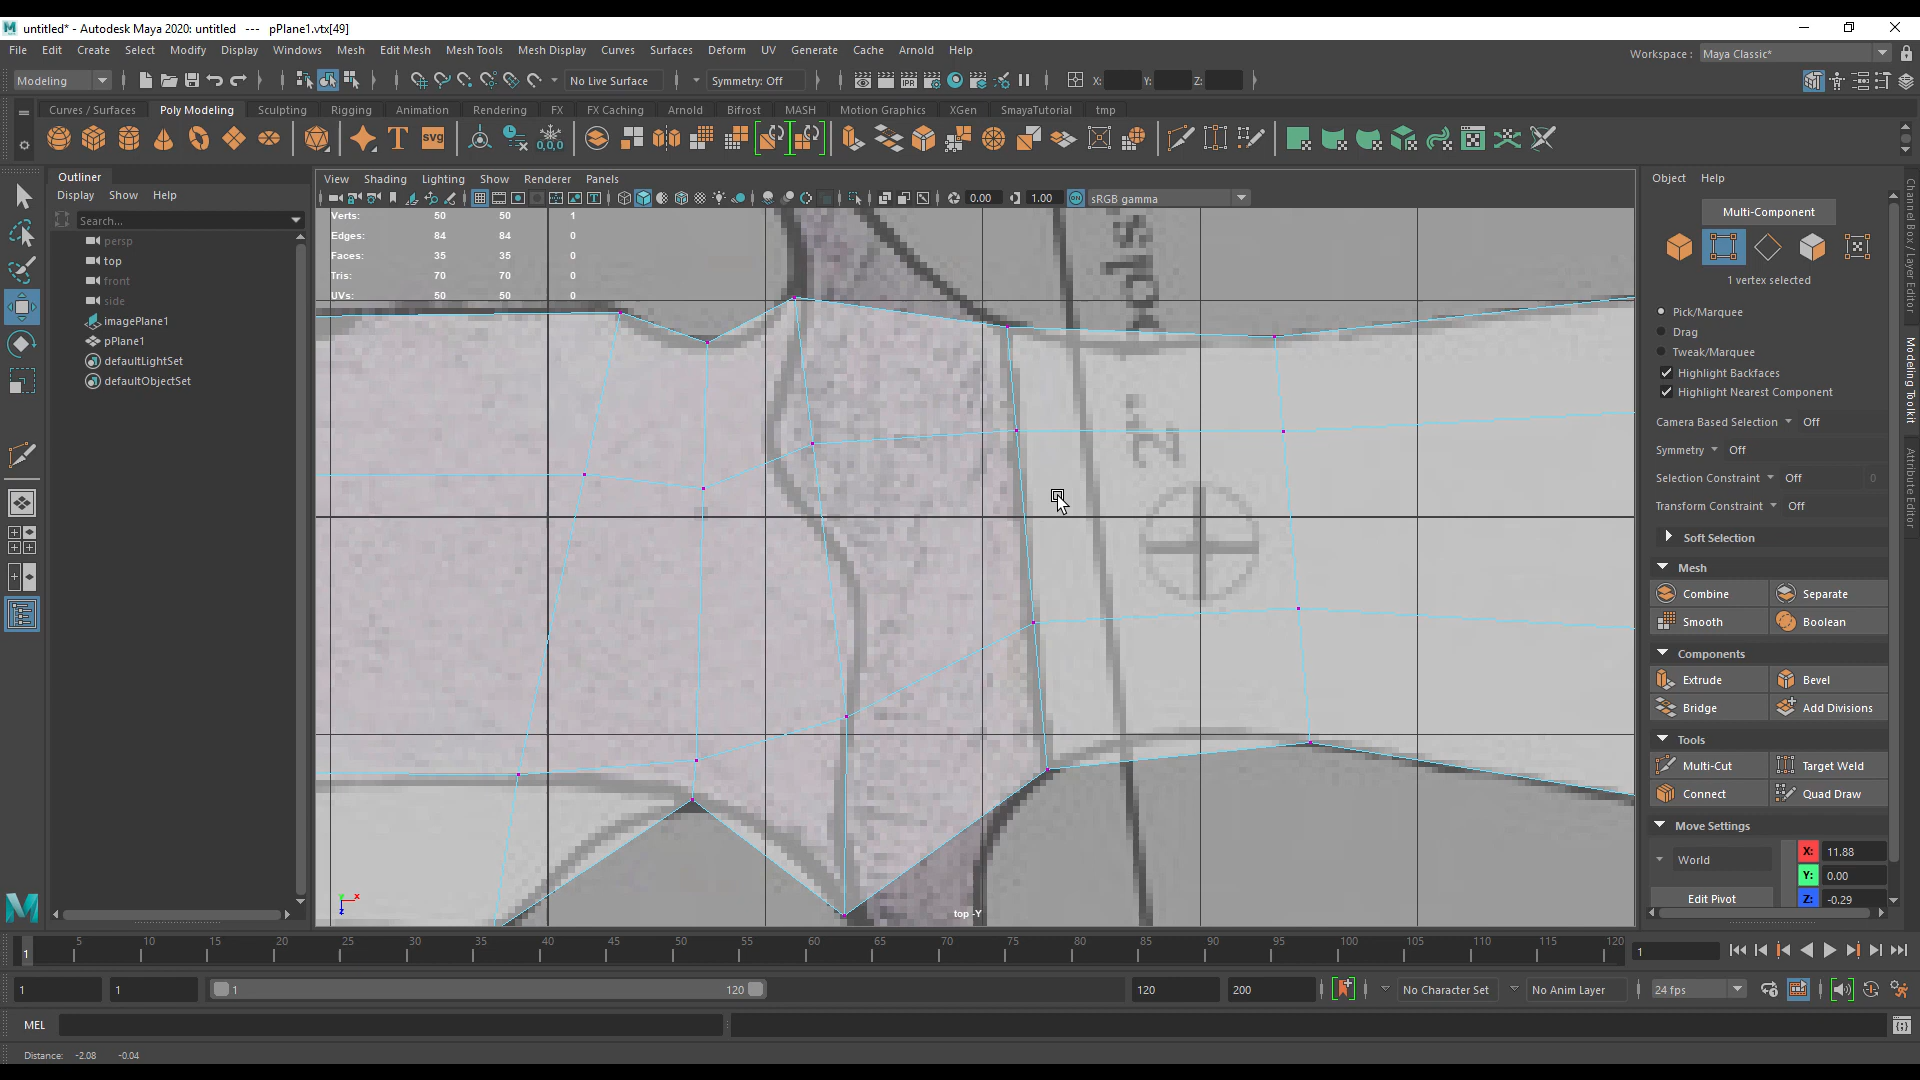 untitled* - Autodesk Maya 2020: untitled --- pPlane1.vtx[49]
File Edit Create Select Modify Display Windows Mesh Edit Mesh Mesh Tools Mesh Display Curves Surfaces Deform UV Generate Cache Arnold Help
Workspace : Maya Classic*
Modeling No Live Surface Symmetry: Off X: Y: Z:
Curves / Surfaces Poly Modeling Sculpting Rigging Animation Rendering FX FX Caching Arnold Bifrost MASH Motion Graphics XGen SmayaTutorial tmp
T SVG 0,0,0
Outliner
Display Show Help
Search...
persp
top
front
side
imagePlane1
pPlane1
defaultLightSet
defaultObjectSet
View Shading Lighting Show Renderer Panels
0.00 1.00 ON sRGB gamma
Verts: 50 50 1
Edges: 84 84 0
Faces: 35 35 0
Tris: 70 70 0
UVs: 50 50 0
top -Y
Object Help
Multi-Component
1 vertex selected
Pick/Marquee
Drag
Tweak/Marquee
Highlight Backfaces
Highlight Nearest Component
Camera Based Selection Off
Symmetry Off
Selection Constraint Off 0
Transform Constraint Off
Soft Selection
Mesh
Combine Separate
Smooth Boolean
Components
Extrude Bevel
Bridge Add Divisions
Tools
Multi-Cut Target Weld
Connect Quad Draw
Move Settings
World
X: 11.88
Y: 0.00
Z: -0.29
Edit Pivot
Channel Box / Layer Editor
Modeling Toolkit
Attribute Editor
1 5 10 15 20 25 30 35 40 45 50 55 60 65 70 75 80 85 90 95 100 105 110 115 120
1
1 1 1 120 120 200 No Character Set No Anim Layer 24 fps
MEL
Distance: -2.08 -0.04